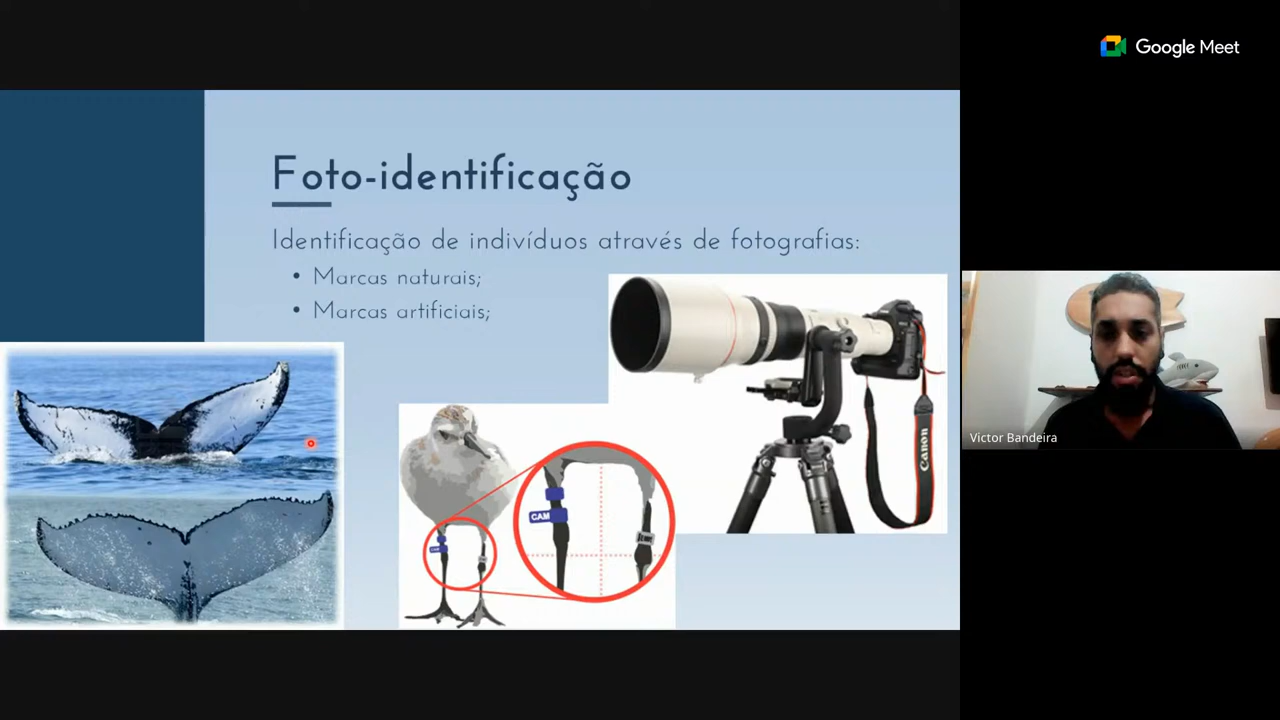 Google Meet
Foto-identificação
Identificação de indivíduos através de fotografias:
• Marcas naturais;
• Marcas artificiais;
Canon
CAM
Victor Bandeira